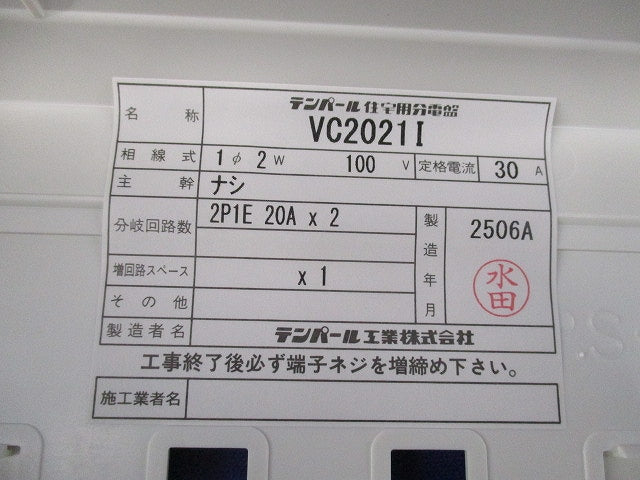 名称 テンパール住宅用分電盤
VC2021I
相線式 1φ 2W 100 V 定格電流 30 A
主幹 ナシ
分岐回路数 2P1E 20A x 2
増回路スペース x 1
その他
製造年月 2506A
水田
製造者名 テンパール工業株式会社
工事終了後必ず端子ネジを増締め下さい。
施工業者名